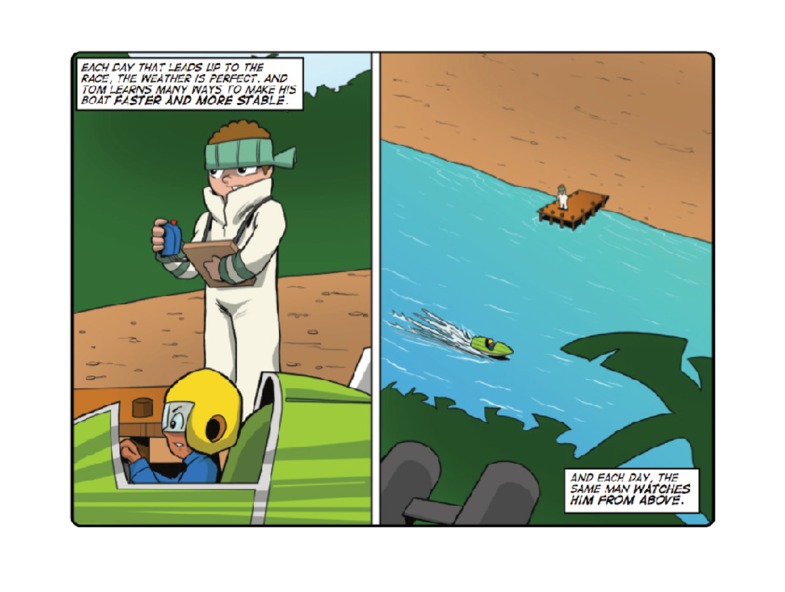 EACH DAY THAT LEADS UP TO THE
RACE, THE WEATHER IS PERFECT. AND
TOM LEARNS MANY WAYS TO MAKE HIS
BOAT FASTER AND MORE STABLE.
AND EACH DAY, THE
SAME MAN WATCHES
HIM FROM ABOVE.